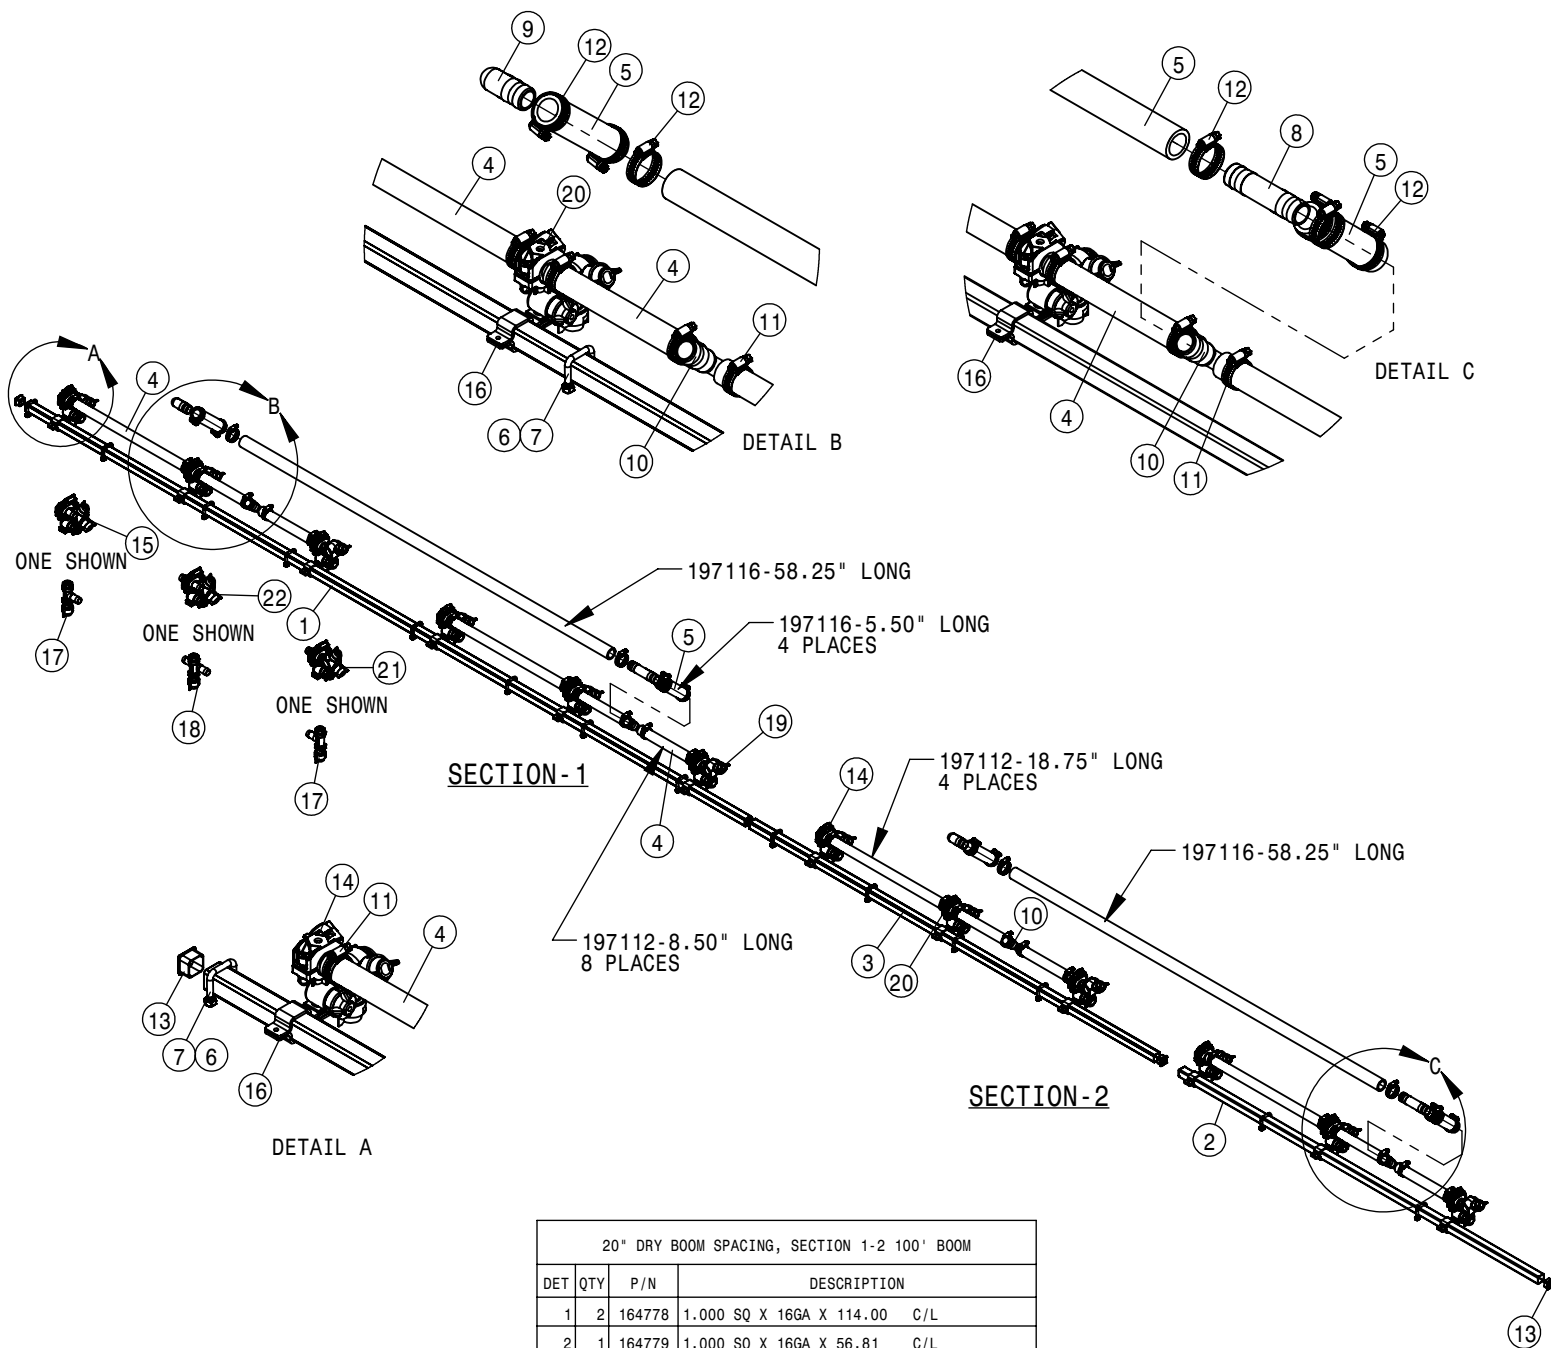 9
12
5
12
4
20
4
11
16
6 7
10
DETAIL B
5
12
8
5
12
16
4
10
11
DETAIL C
A
4
B
15
ONE SHOWN
17
22
ONE SHOWN
18
1
21
ONE SHOWN
17
197116-58.25" LONG
197116-5.50" LONG
4 PLACES
5
19
SECTION-1
4
14
197112-18.75" LONG
4 PLACES
197112-8.50" LONG
8 PLACES
3
20
10
197116-58.25" LONG
14
11
4
13
7 6
16
DETAIL A
SECTION-2
C
2
13
20" DRY BOOM SPACING, SECTION 1-2 100' BOOM
DET QTY P/N DESCRIPTION
1 2 164778 1.000 SQ X 16GA X 114.00 C/L
2 1 164779 1.000 SQ X 16GA X 56.81 C/L